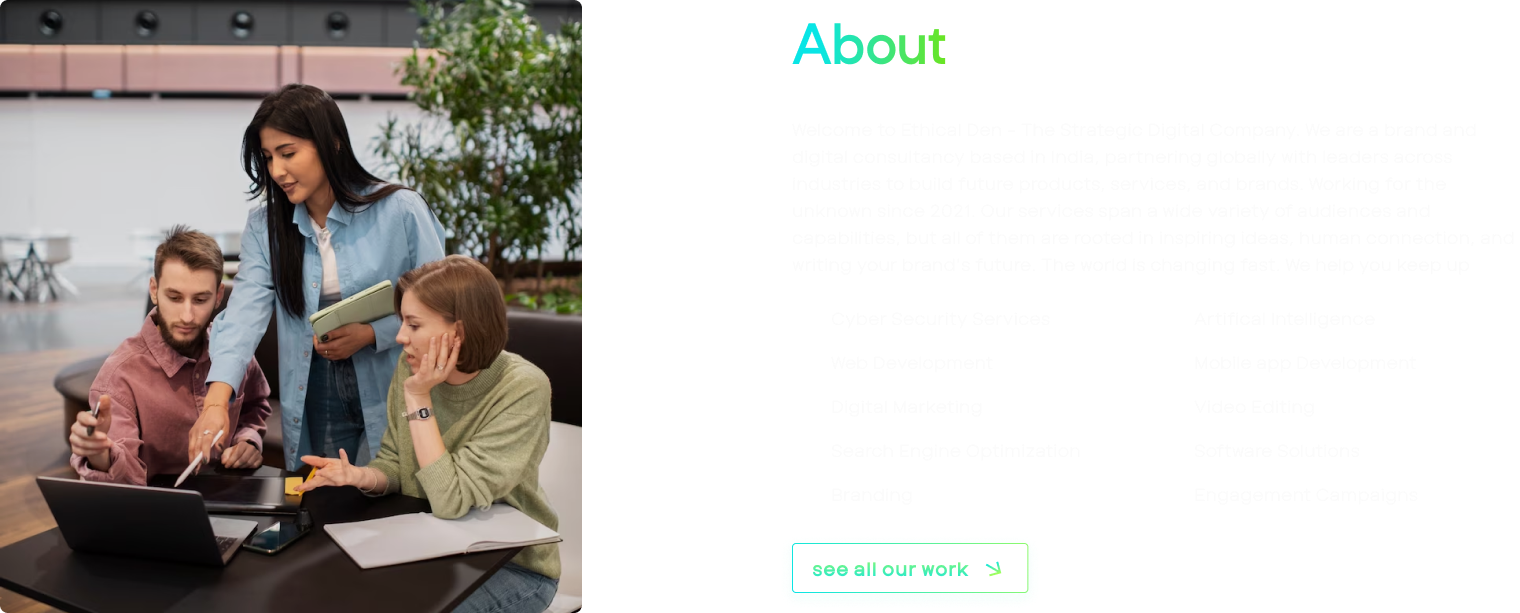 About
Welcome to Ethical Den – The Strategic Digital Company. We are a brand and
digital consultancy based in India, partnering globally with leaders across
industries to build future products, services, and brands. Working for the
unknown since 2021. Our services span a wide variety of audiences and
capabilities, but all of them are rooted in inspiring ideas, human connection, and
writing your brand's future. The world is changing fast. We help you keep up.
Cyber Security Services
Artificial Intelligence
Web Development
Mobile app Development
Digital Marketing
Video Editing
Search Engine Optimization
Software Solutions
Branding
Engagement Campaigns
see all our work